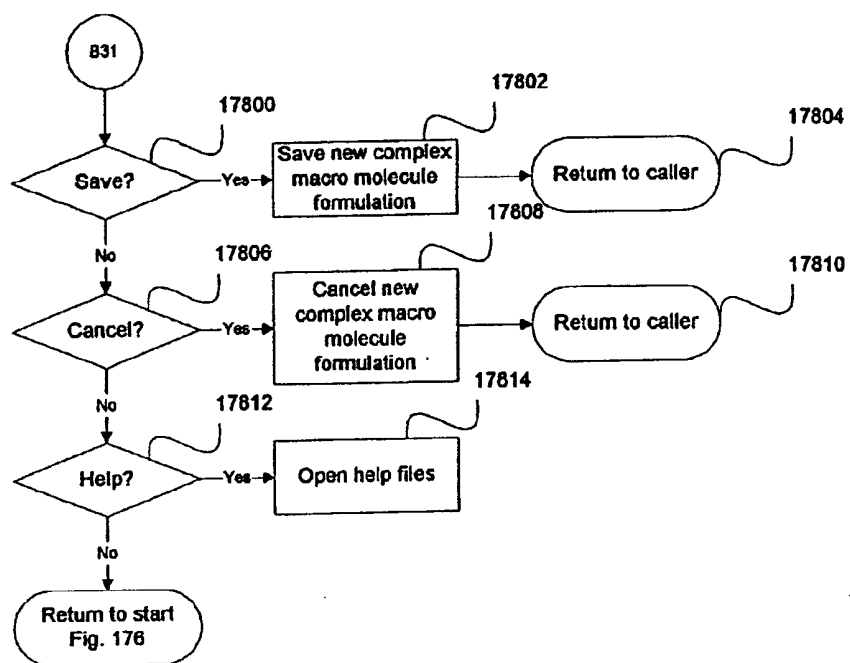 B31
17800
17802
17804
Save?
Yes
Save new complex
macro molecule
formulation
Return to caller
No
17806
17808
17810
Cancel?
Yes
Cancel new
complex macro
molecule
formulation
Return to caller
No
17812
17814
Help?
Yes
Open help files
No
Return to start
Fig. 176